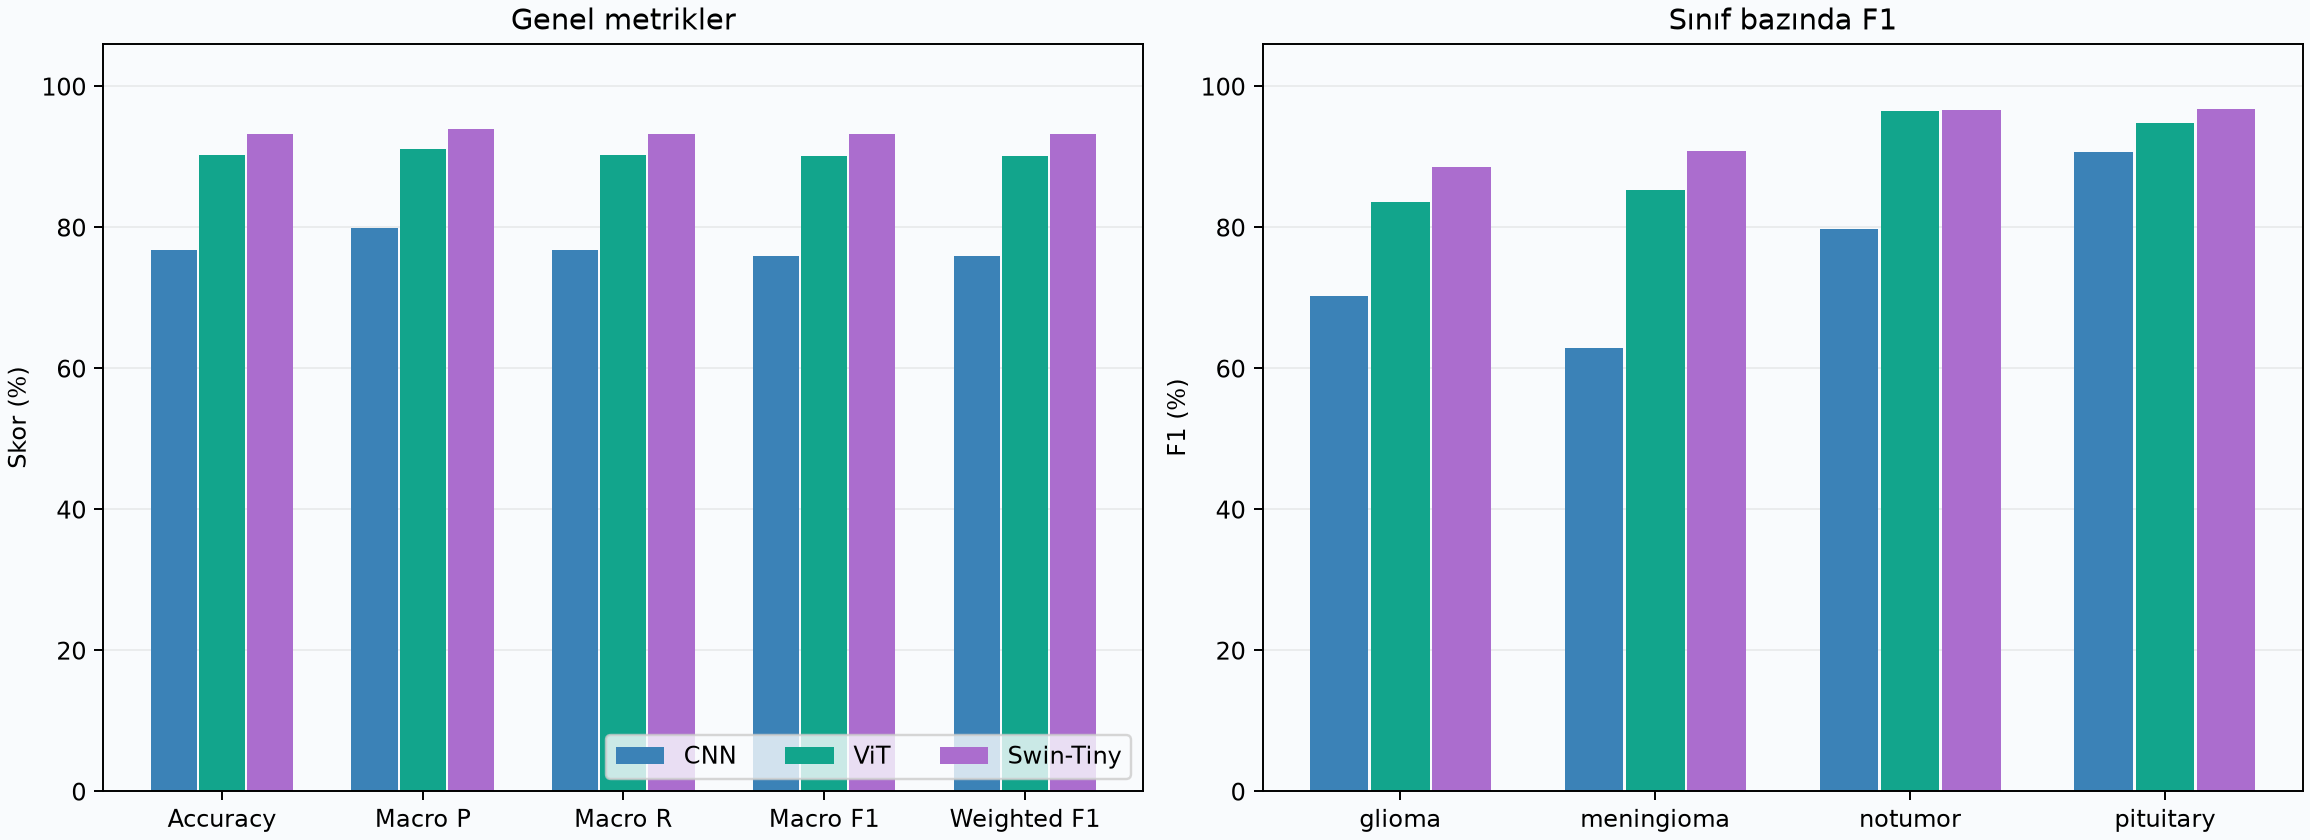 Genel metrikler
Skor (%)
100
80
60
40
20
0
Accuracy
Macro P
Macro R
Macro F1
Weighted F1
CNN
ViT
Swin-Tiny
Sınıf bazında F1
F1 (%)
100
80
60
40
20
0
glioma
meningioma
notumor
pituitary